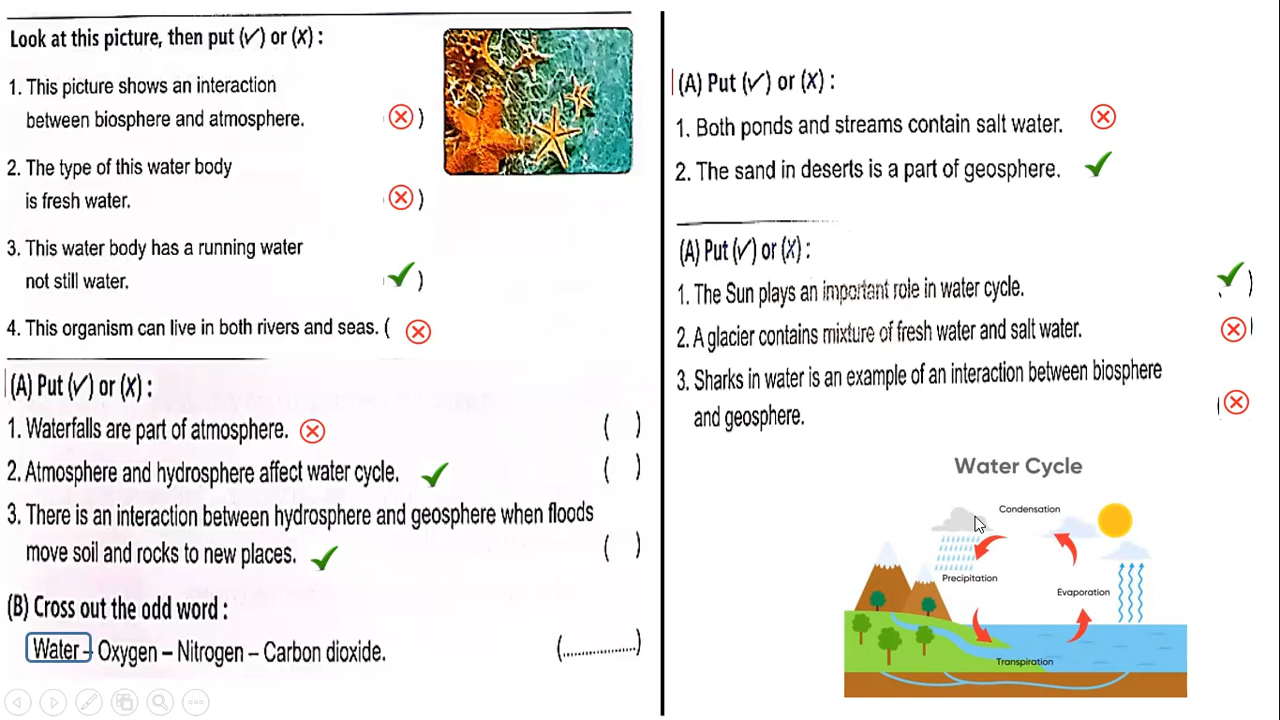 Look at this picture, then put (✓) or (X) :
1. This picture shows an interaction
between biosphere and atmosphere. )
2. The type of this water body
is fresh water. )
3. This water body has a running water
not still water. )
4. This organism can live in both rivers and seas. (
(A) Put (✓) or (X) :
1. Waterfalls are part of atmosphere. ( )
2. Atmosphere and hydrosphere affect water cycle. ( )
3. There is an interaction between hydrosphere and geosphere when floods
move soil and rocks to new places. ( )
(B) Cross out the odd word :
Water – Oxygen – Nitrogen – Carbon dioxide. (................)
(A) Put (✓) or (X) :
1. Both ponds and streams contain salt water.
2. The sand in deserts is a part of geosphere.
(A) Put (✓) or (X) :
1. The Sun plays an important role in water cycle. )
2. A glacier contains mixture of fresh water and salt water.
3. Sharks in water is an example of an interaction between biosphere
and geosphere. (
Water Cycle
Condensation
Precipitation
Evaporation
Transpiration